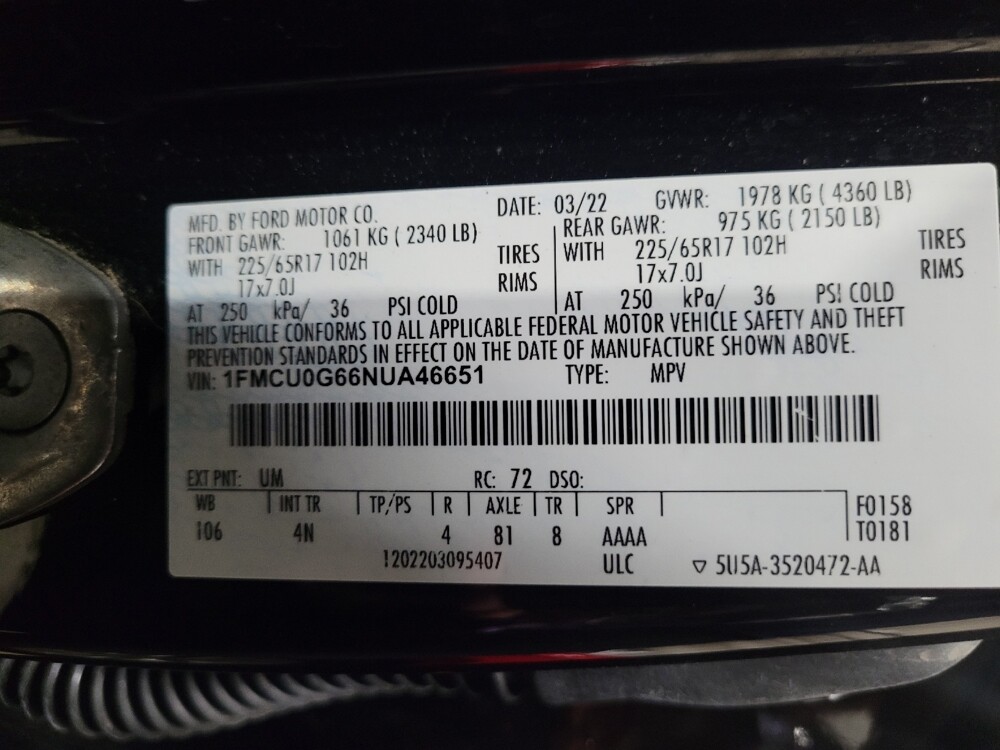 MFD. BY FORD MOTOR CO. DATE: 03/22 GVWR: 1978 KG ( 4360 LB)
FRONT GAWR: 1061 KG ( 2340 LB) REAR GAWR: 975 KG ( 2150 LB)
WITH 225/65R17 102H TIRES WITH 225/65R17 102H TIRES
17x7.0J RIMS 17x7.0J RIMS
AT 250 kPa/ 36 PSI COLD AT 250 kPa/ 36 PSI COLD
THIS VEHICLE CONFORMS TO ALL APPLICABLE FEDERAL MOTOR VEHICLE SAFETY AND THEFT
PREVENTION STANDARDS IN EFFECT ON THE DATE OF MANUFACTURE SHOWN ABOVE.
VIN: 1FMCU0G66NUA46651 TYPE: MPV
EXT PNT: UM RC: 72 DSO:
WB INT TR TP/PS R AXLE TR SPR F0158
106 4N 4 81 8 AAAA T0181
1202203095407 ULC ▽ 5U5A-3520472-AA